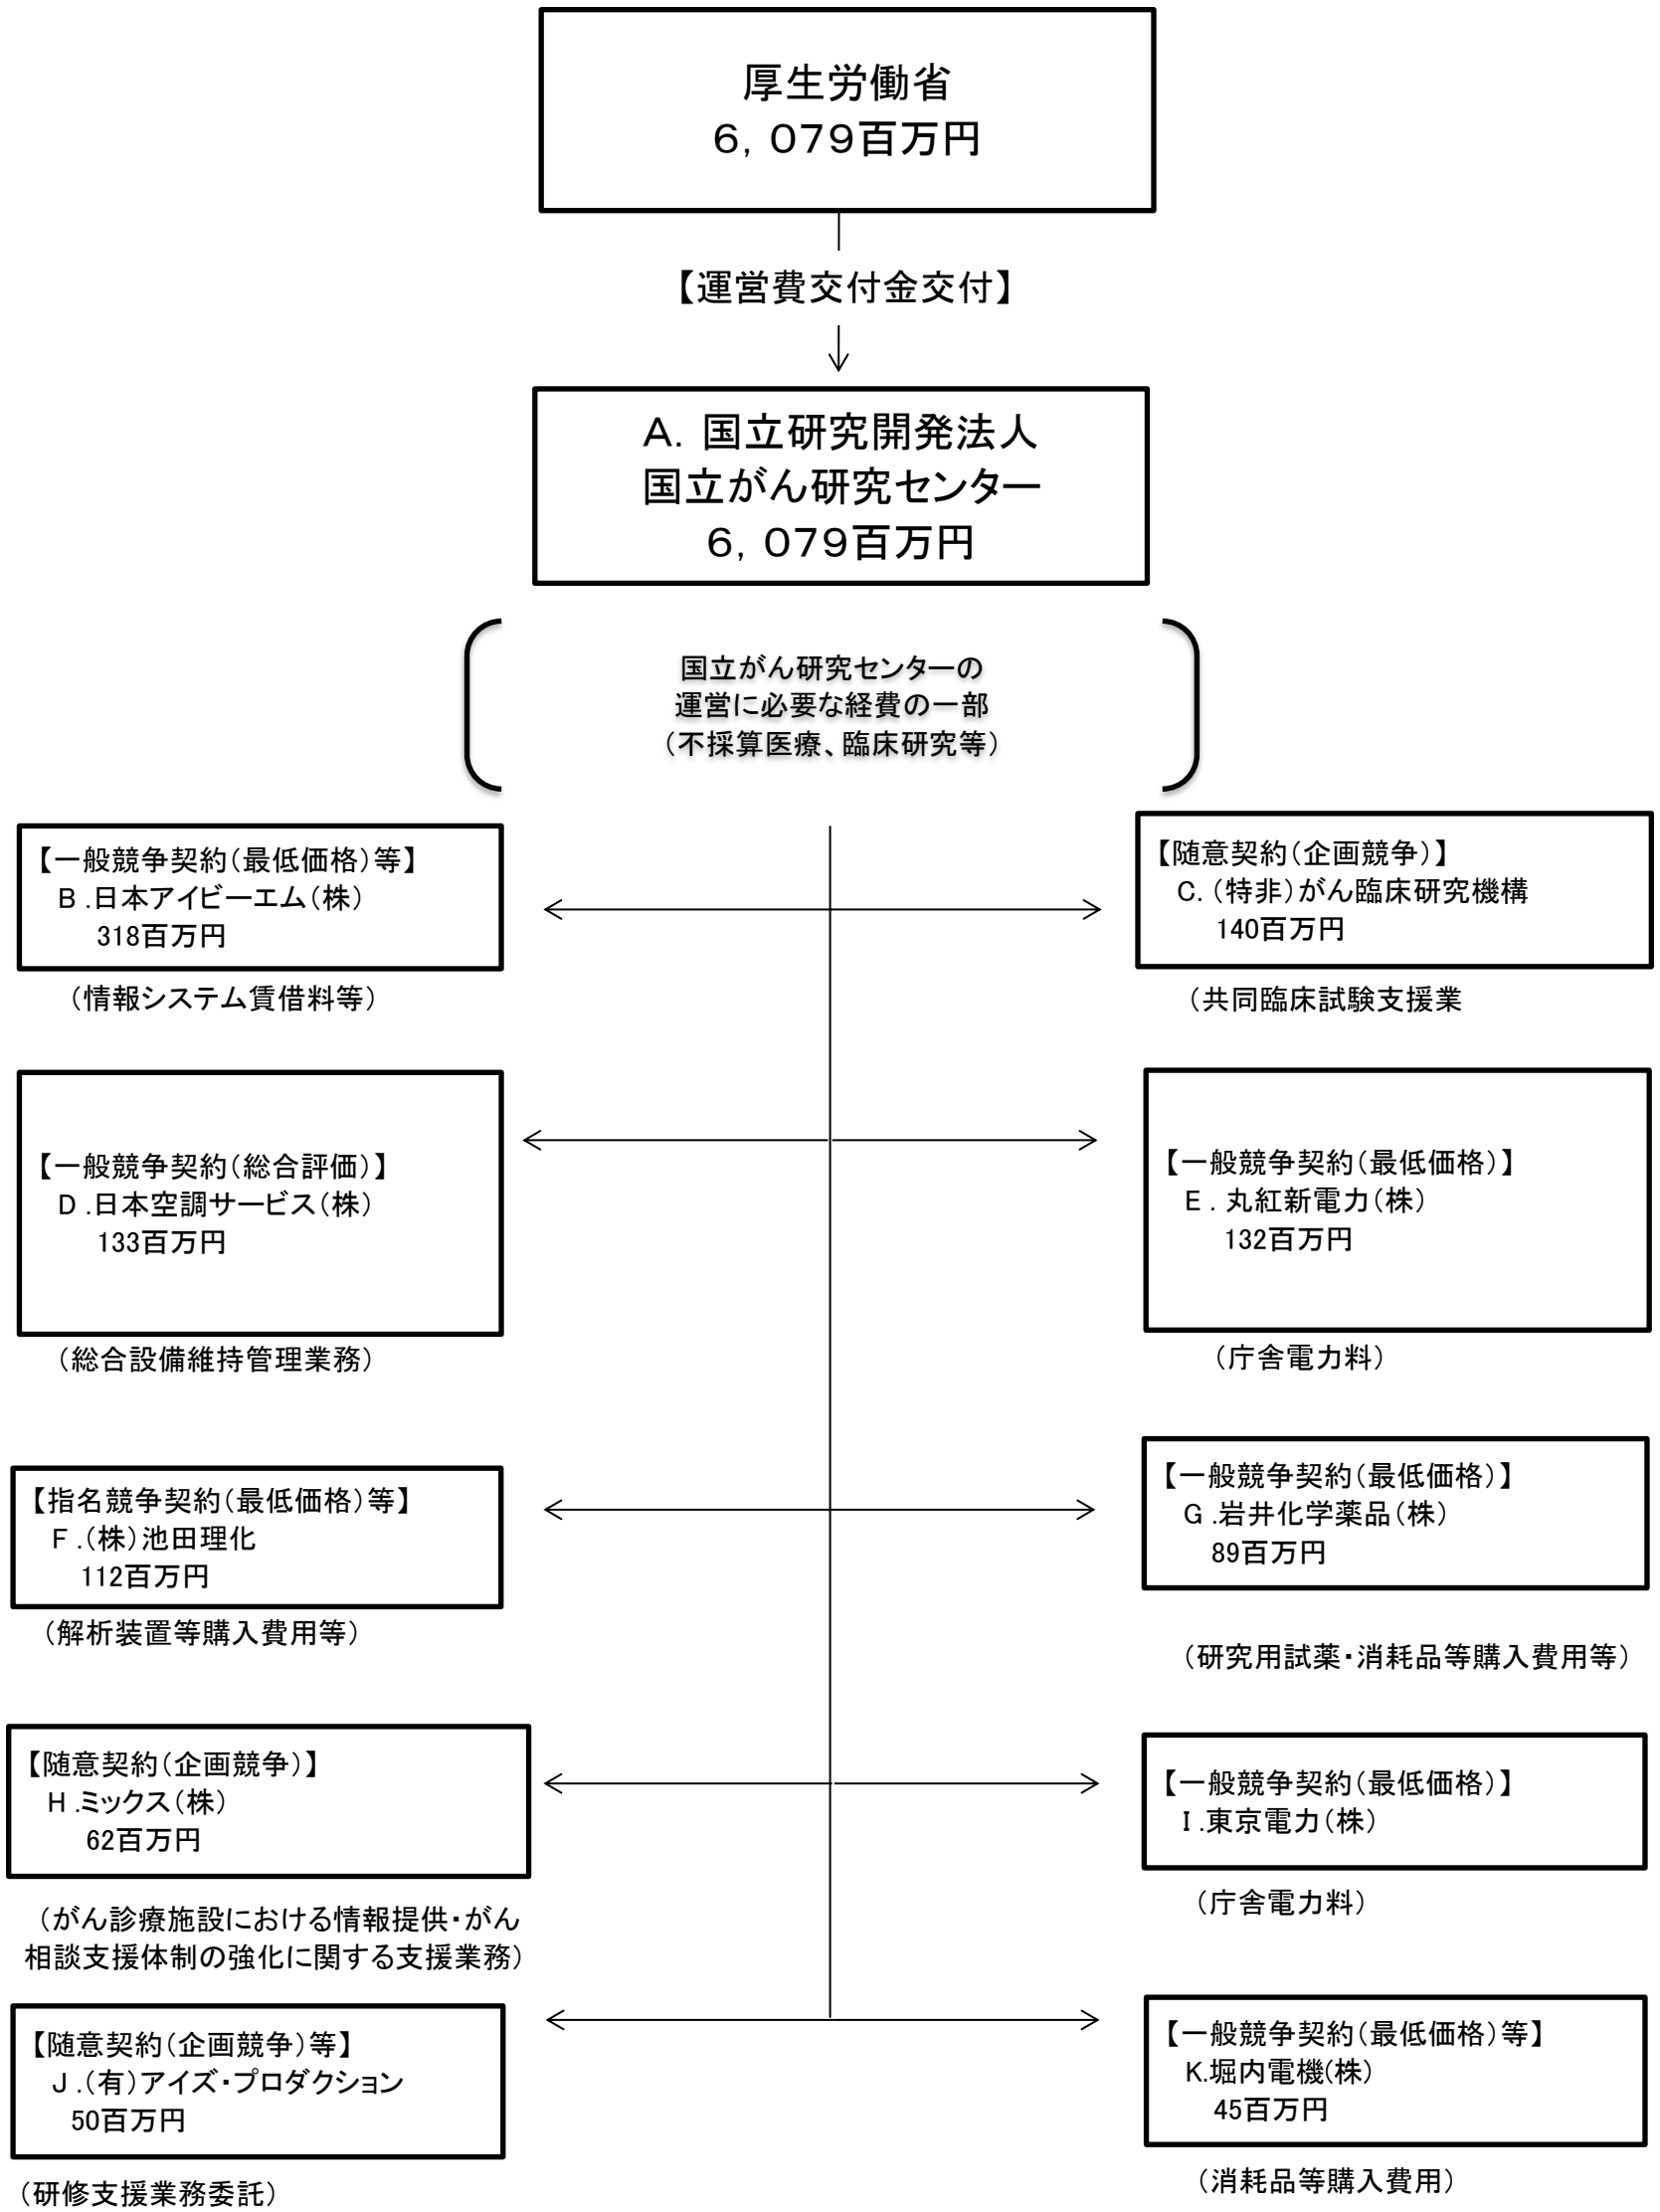 厚生労働省
６，０７９百万円
【運営費交付金交付】
Ａ．国立研究開発法人
国立がん研究センター
６，０７９百万円
国立がん研究センターの
運営に必要な経費の一部
（不採算医療、臨床研究等）
【一般競争契約（最低価格）等】
Ｂ．日本アイビーエム（株）
318百万円
（情報システム賃借料等）
【随意契約（企画競争）】
Ｃ．（特非）がん臨床研究機構
140百万円
（共同臨床試験支援業
【一般競争契約（総合評価）】
Ｄ．日本空調サービス（株）
133百万円
（総合設備維持管理業務）
【一般競争契約（最低価格）】
Ｅ．丸紅新電力（株）
132百万円
（庁舎電力料）
【指名競争契約（最低価格）等】
Ｆ．（株）池田理化
112百万円
（解析装置等購入費用等）
【一般競争契約（最低価格）】
Ｇ．岩井化学薬品（株）
89百万円
（研究用試薬・消耗品等購入費用等）
【随意契約（企画競争）】
Ｈ．ミックス（株）
62百万円
（がん診療施設における情報提供・がん
相談支援体制の強化に関する支援業務）
【一般競争契約（最低価格）】
Ｉ．東京電力（株）
（庁舎電力料）
【随意契約（企画競争）等】
Ｊ．（有）アイズ・プロダクション
50百万円
（研修支援業務委託）
【一般競争契約（最低価格）等】
Ｋ．堀内電機(株)
45百万円
（消耗品等購入費用）